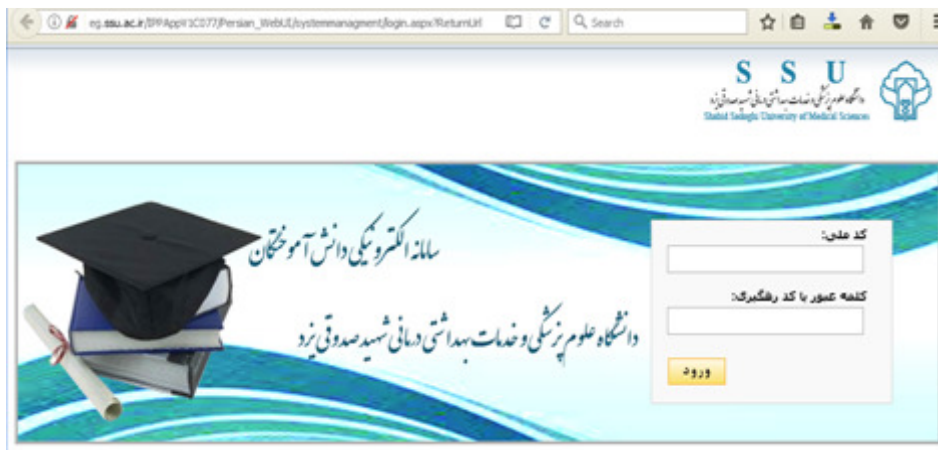 eg.ssu.ac.ir/IPPAppV1C077/Persian_WebUI/systemmanagment/login.aspx?ReturnUrl
Search
S S U
دانشگاه علوم پزشکی و خدمات بهداشتی درمانی شهید صدوقی یزد
Shahid Sadoghi University of Medical Sciences
سامانه الکترونیکی دانش آموختگان
دانشگاه علوم پزشکی و خدمات بهداشتی درمانی شهید صدوقی یزد
کد ملی:
کلمه عبور یا کد رهگیری:
ورود